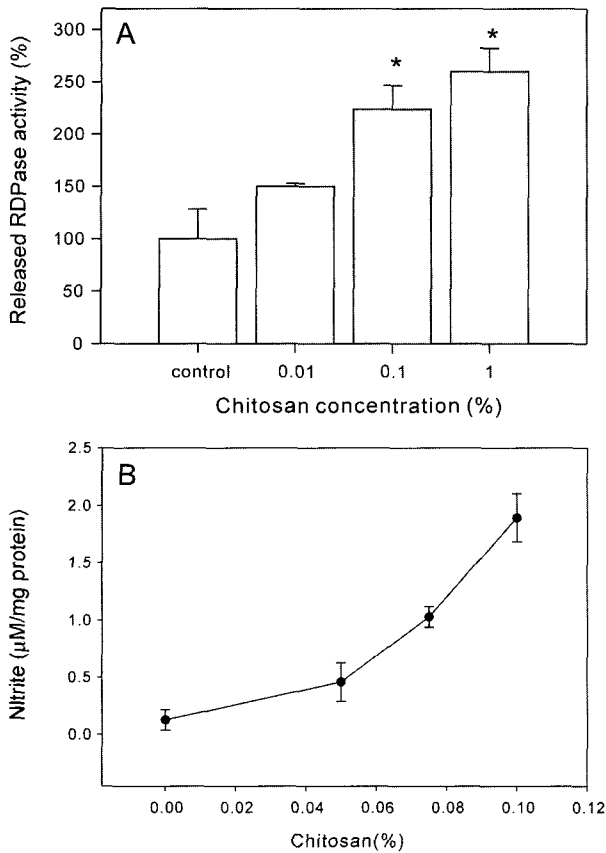 A
Released RDPase activity (%)
300
250
200
150
100
50
0
*
*
control 0.01 0.1 1
Chitosan concentration (%)
B
NItrite (µM/mg protein)
2.5
2.0
1.5
1.0
0.5
0.0
0.00 0.02 0.04 0.06 0.08 0.10 0.12
Chitosan(%)